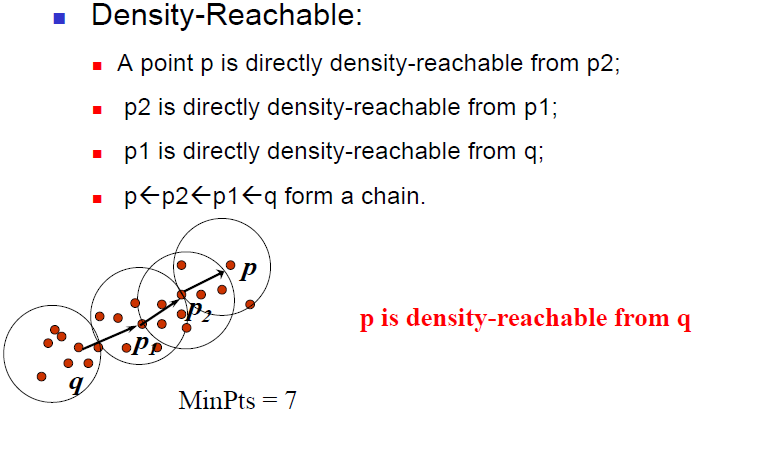 Density-Reachable:
A point p is directly density-reachable from p2;
p2 is directly density-reachable from p1;
p1 is directly density-reachable from q;
p←p2←p1←q form a chain.
p
p₂
p₁
q
p is density-reachable from q
MinPts = 7